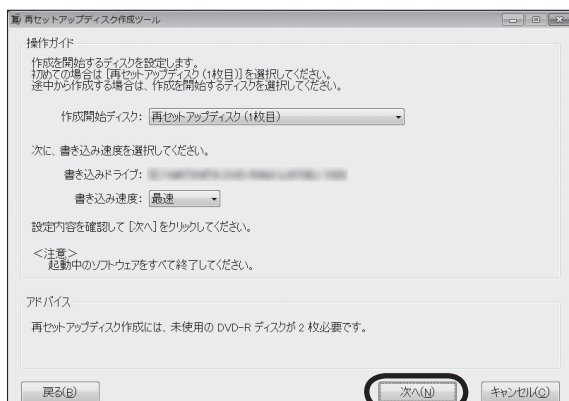 再セットアップディスク作成ツール
操作ガイド
作成を開始するディスクを設定します。
初めての場合は [再セットアップディスク (1枚目)] を選択してください。
途中から作成する場合は、作成を開始するディスクを選択してください。
作成開始ディスク: 再セットアップディスク (1枚目)
次に、書き込み速度を選択してください。
書き込みドライブ:
書き込み速度: 最速
設定内容を確認して [次へ] をクリックしてください。
<注意>
起動中のソフトウェアをすべて終了してください。
アドバイス
再セットアップディスク作成には、未使用の DVD-R ディスクが 2 枚必要です。
戻る(B) 次へ(N) キャンセル(C)